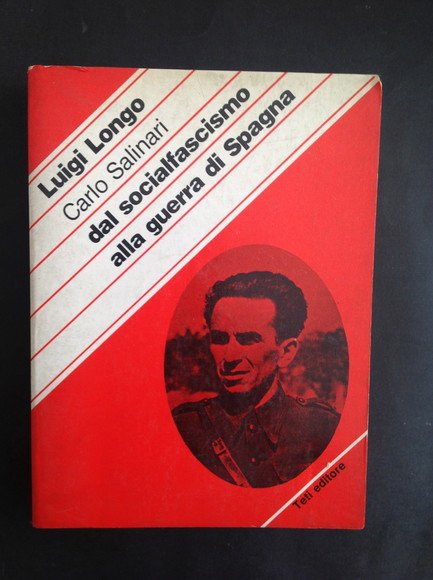 Luigi Longo
Carlo Salinari
dal socialfascismo
alla guerra di Spagna
Teti editore